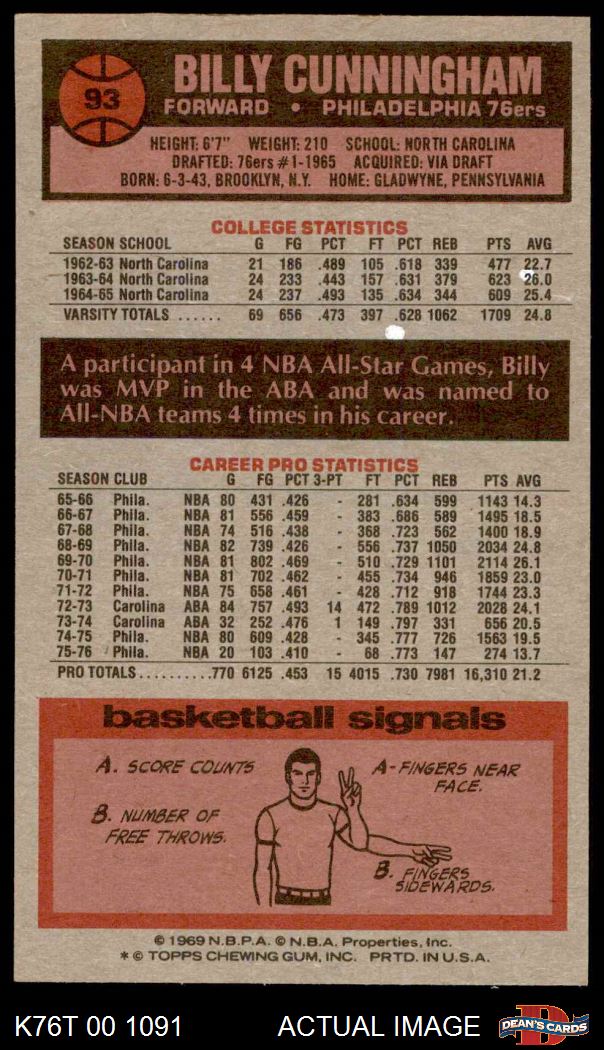 93
BILLY CUNNINGHAM
FORWARD • PHILADELPHIA 76ers
HEIGHT: 6'7" WEIGHT: 210 SCHOOL: NORTH CAROLINA
DRAFTED: 76ers #1-1965 ACQUIRED: VIA DRAFT
BORN: 6-3-43, BROOKLYN, N.Y. HOME: GLADWYNE, PENNSYLVANIA
COLLEGE STATISTICS
SEASON SCHOOL G FG PCT FT PCT REB PTS AVG
1962-63 North Carolina 21 186 .489 105 .618 339 477 22.7
1963-64 North Carolina 24 233 .443 157 .631 379 623 26.0
1964-65 North Carolina 24 237 .493 135 .634 344 609 25.4
VARSITY TOTALS ...... 69 656 .473 397 .628 1062 1709 24.8
A participant in 4 NBA All-Star Games, Billy
was MVP in the ABA and was named to
All-NBA teams 4 times in his career.
CAREER PRO STATISTICS
SEASON CLUB G FG PCT 3-PT FT PCT REB PTS AVG
65-66 Phila. NBA 80 431 .426 - 281 .634 599 1143 14.3
66-67 Phila. NBA 81 556 .459 - 383 .686 589 1495 18.5
67-68 Phila. NBA 74 516 .438 - 368 .723 562 1400 18.9
68-69 Phila. NBA 82 739 .426 - 556 .737 1050 2034 24.8
69-70 Phila. NBA 81 802 .469 - 510 .729 1101 2114 26.1
70-71 Phila. NBA 81 702 .462 - 455 .734 946 1859 23.0
71-72 Phila. NBA 75 658 .461 - 428 .712 918 1744 23.3
72-73 Carolina ABA 84 757 .493 14 472 .789 1012 2028 24.1
73-74 Carolina ABA 32 252 .476 1 149 .797 331 656 20.5
74-75 Phila. NBA 80 609 .428 - 345 .777 726 1563 19.5
75-76 Phila. NBA 20 103 .410 - 68 .773 147 274 13.7
PRO TOTALS..........770 6125 .453 15 4015 .730 7981 16,310 21.2
basketball signals
A. SCORE COUNTS
B. NUMBER OF
FREE THROWS.
A - FINGERS NEAR
FACE.
B. FINGERS
SIDEWARDS.
© 1969 N.B.P.A. © N.B.A. Properties, Inc.
* © TOPPS CHEWING GUM, INC. PRTD. IN U.S.A.
K76T 00 1091 ACTUAL IMAGE
D
DEAN'S CARDS